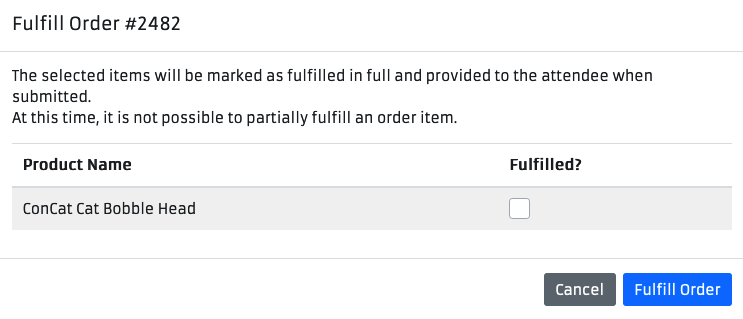 Fulfill Order #2482
The selected items will be marked as fulfilled in full and provided to the attendee when
submitted.
At this time, it is not possible to partially fulfill an order item.
Product Name Fulfilled?
ConCat Cat Bobble Head
Cancel Fulfill Order